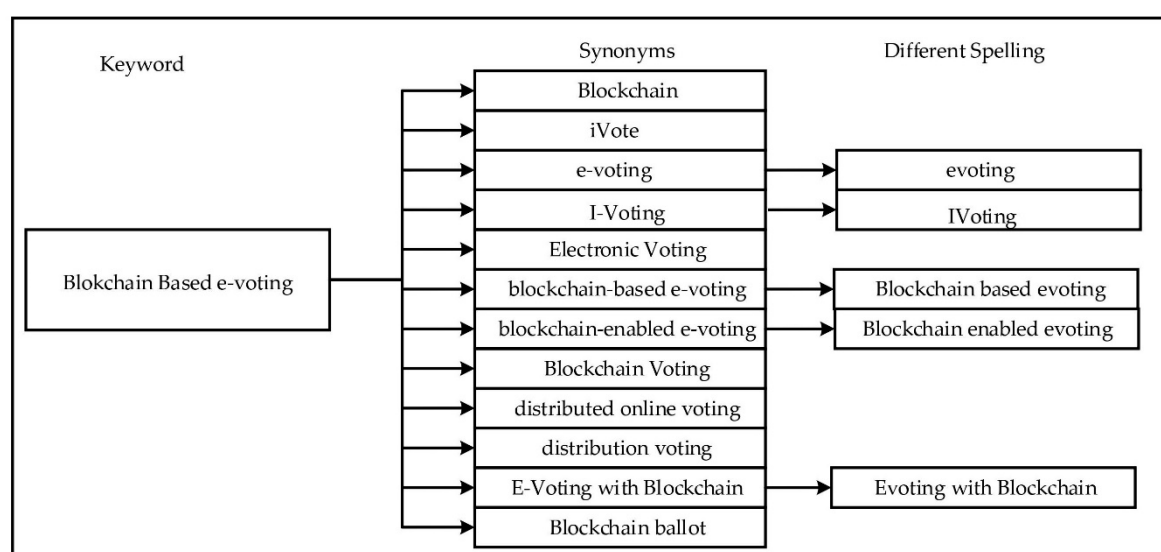 Keyword
Synonyms
Different Spelling
Blokchain Based e-voting
Blockchain
iVote
e-voting
evoting
I-Voting
IVoting
Electronic Voting
blockchain-based e-voting
Blockchain based evoting
blockchain-enabled e-voting
Blockchain enabled evoting
Blockchain Voting
distributed online voting
distribution voting
E-Voting with Blockchain
Evoting with Blockchain
Blockchain ballot